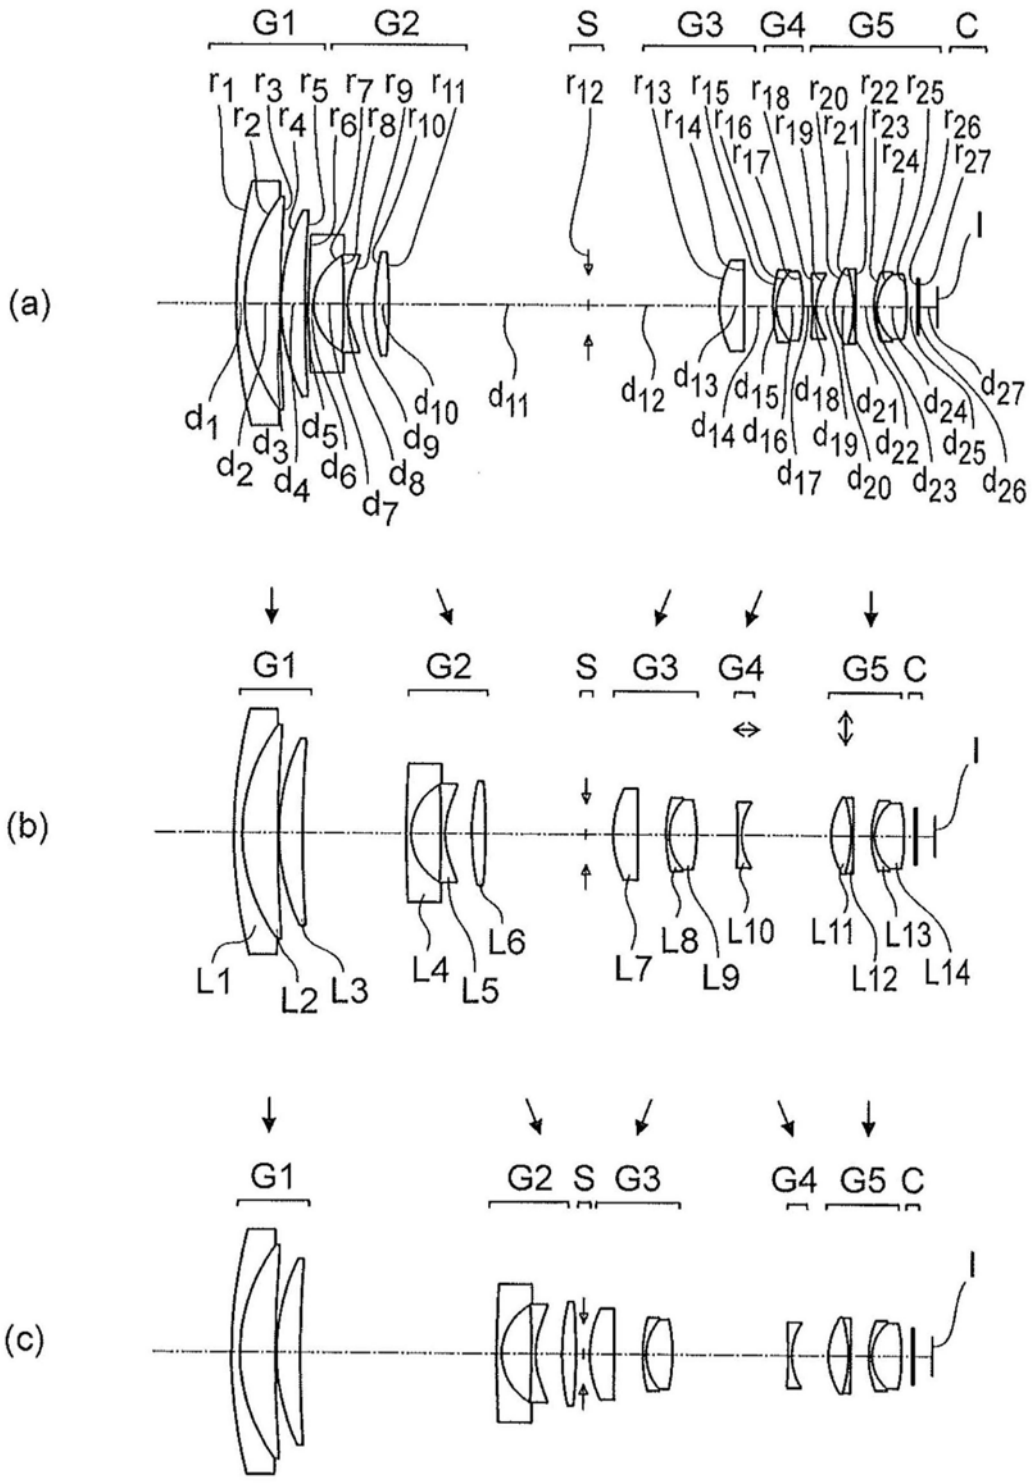 G1 G2 S G3 G4 G5 C
r1 r3 r5 r7 r9 r11 r12 r13 r15 r18 r20 r22 r25
r2 r4 r6 r8 r10 r14 r16 r19 r21 r23 r26
r17 r24 r27
I
(a)
d1 d3 d5 d10 d11 d12 d13 d15 d18 d21 d24 d27
d2 d4 d6 d8 d9 d14 d16 d19 d22 d25
d7 d17 d20 d23 d26
G1 G2 S G3 G4 G5 C
I
(b)
L1 L2 L3 L4 L5 L6 L7 L8 L9 L10 L11 L12 L13 L14
G1 G2 S G3 G4 G5 C
I
(c)